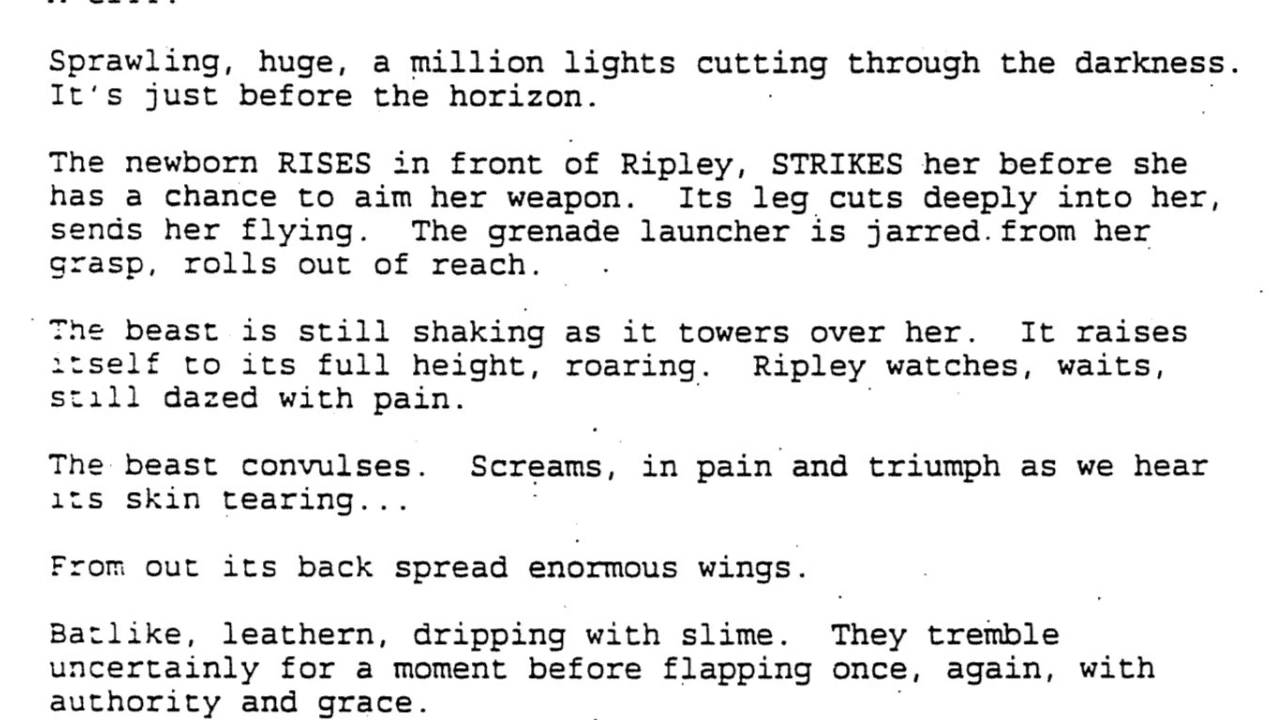 Sprawling, huge, a million lights cutting through the darkness.
It's just before the horizon.
The newborn RISES in front of Ripley, STRIKES her before she
has a chance to aim her weapon. Its leg cuts deeply into her,
sends her flying. The grenade launcher is jarred from her
grasp, rolls out of reach.
The beast is still shaking as it towers over her. It raises
itself to its full height, roaring. Ripley watches, waits,
still dazed with pain.
The beast convulses. Screams, in pain and triumph as we hear
its skin tearing...
From out its back spread enormous wings.
Batlike, leathern, dripping with slime. They tremble
uncertainly for a moment before flapping once, again, with
authority and grace.